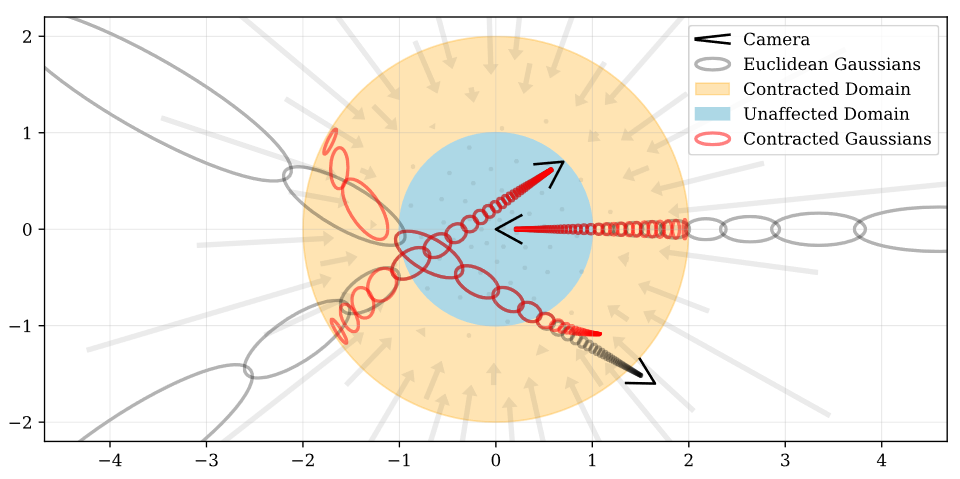 2
1
0
−1
−2
−4
−3
−2
−1
0
1
2
3
4
Camera
Euclidean Gaussians
Contracted Domain
Unaffected Domain
Contracted Gaussians